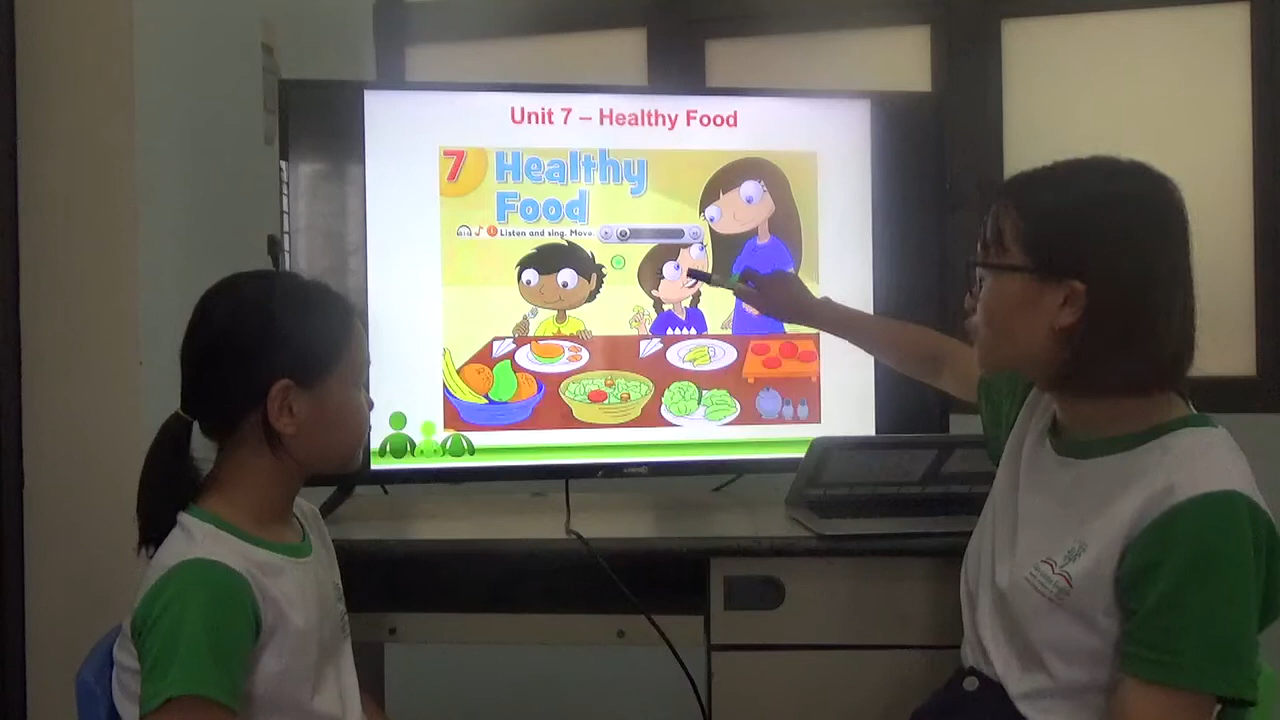 Unit 7 – Healthy Food
7 Healthy
Food
Listen and sing. Move.